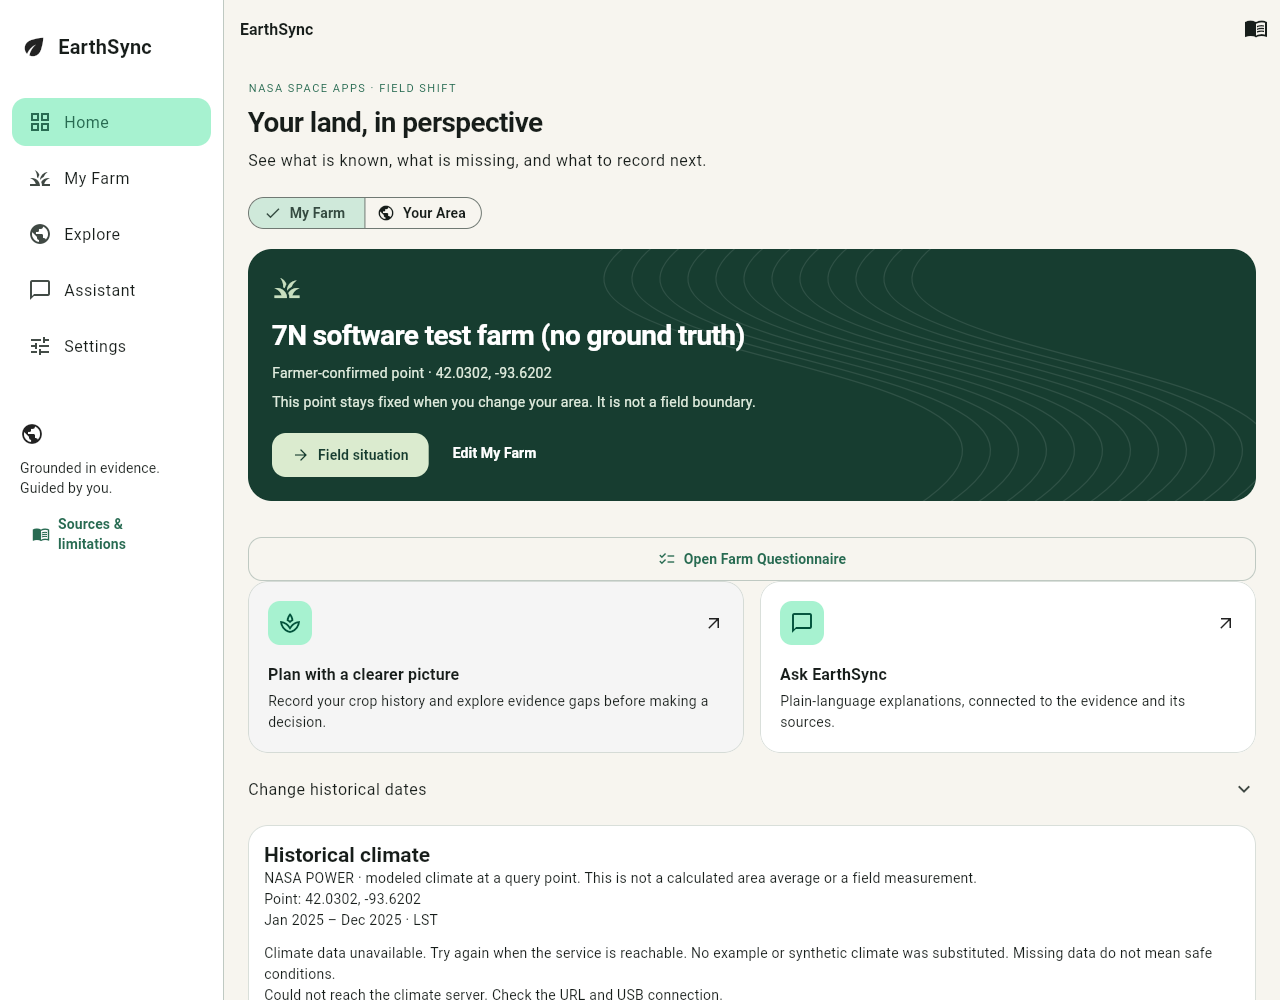 EarthSync
Home
My Farm
Explore
Assistant
Settings
Grounded in evidence.
Guided by you.
Sources &
limitations
EarthSync
NASA SPACE APPS · FIELD SHIFT
Your land, in perspective
See what is known, what is missing, and what to record next.
My Farm
Your Area
7N software test farm (no ground truth)
Farmer-confirmed point · 42.0302, -93.6202
This point stays fixed when you change your area. It is not a field boundary.
Field situation
Edit My Farm
Open Farm Questionnaire
Plan with a clearer picture
Record your crop history and explore evidence gaps before making a
decision.
Ask EarthSync
Plain-language explanations, connected to the evidence and its
sources.
Change historical dates
Historical climate
NASA POWER · modeled climate at a query point. This is not a calculated area average or a field measurement.
Point: 42.0302, -93.6202
Jan 2025 – Dec 2025 · LST
Climate data unavailable. Try again when the service is reachable. No example or synthetic climate was substituted. Missing data do not mean safe
conditions.
Could not reach the climate server. Check the URL and USB connection.